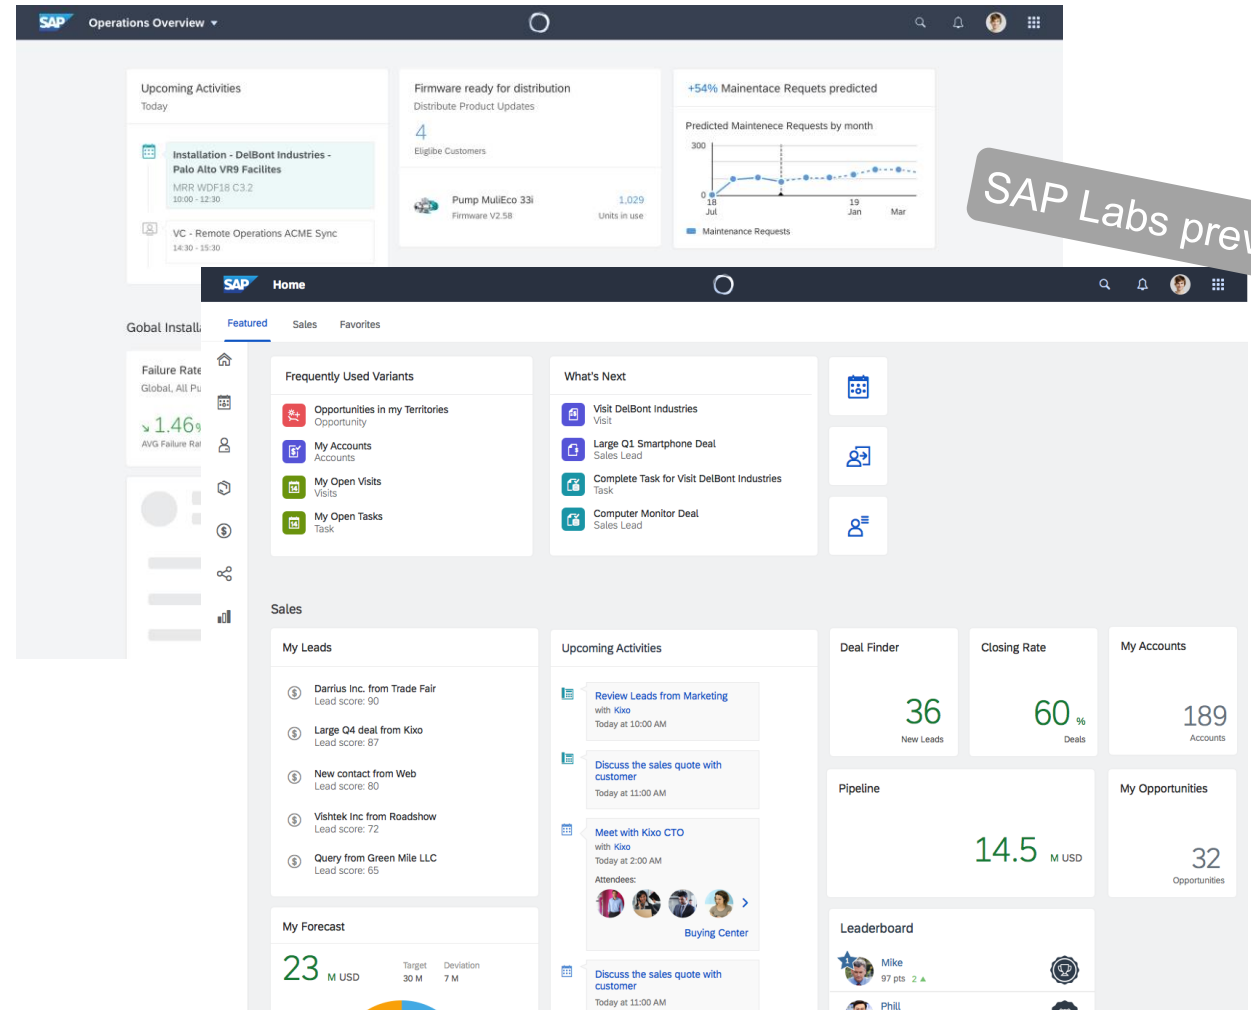 SAP Operations Overview
Upcoming Activities
Today
Installation - DelBont Industries -
Palo Alto VR9 Facilites
MRR WDF18 C3.2
10:00 - 12:30
VC - Remote Operations ACME Sync
14:30 - 15:30
Firmware ready for distribution
Distribute Product Updates
4
Eligtibe Customers
Pump MuliEco 33i
Firmware V2.58
1,029
Units in use
+54% Mainentace Requets predicted
Predicted Maintenece Requests by month
300
0
18
Jul
19
Jan
Mar
Maintenance Requests
SAP Labs prev
Gobal Installa
Failure Rate
Global, All Pu
1.46%
AVG Failure Rat
SAP Home
Featured
Sales
Favorites
Frequently Used Variants
Opportunities in my Territories
Opportunity
My Accounts
Accounts
14
My Open Visits
Visits
14
My Open Tasks
Task
What's Next
Visit DelBont Industries
Visit
Large Q1 Smartphone Deal
Sales Lead
Complete Task for Visit DelBont Industries
Task
Computer Monitor Deal
Sales Lead
Sales
My Leads
Darrius Inc. from Trade Fair
Lead score: 90
Large Q4 deal from Kixo
Lead score: 87
New contact from Web
Lead score: 80
Vishtek Inc from Roadshow
Lead score: 72
Query from Green Mile LLC
Lead score: 65
My Forecast
23 M USD
Target
30 M
Deviation
7 M
Upcoming Activities
Review Leads from Marketing
with Kixo
Today at 10:00 AM
Discuss the sales quote with
customer
Today at 11:00 AM
Meet with Kixo CTO
with Kixo
Today at 2:00 AM
Attendees:
Buying Center
Discuss the sales quote with
customer
Today at 11:00 AM
Deal Finder
36
New Leads
Closing Rate
60 %
Deals
My Accounts
189
Accounts
Pipeline
14.5 M USD
My Opportunities
32
Opportunities
Leaderboard
1
Mike
97 pts 2
Phill